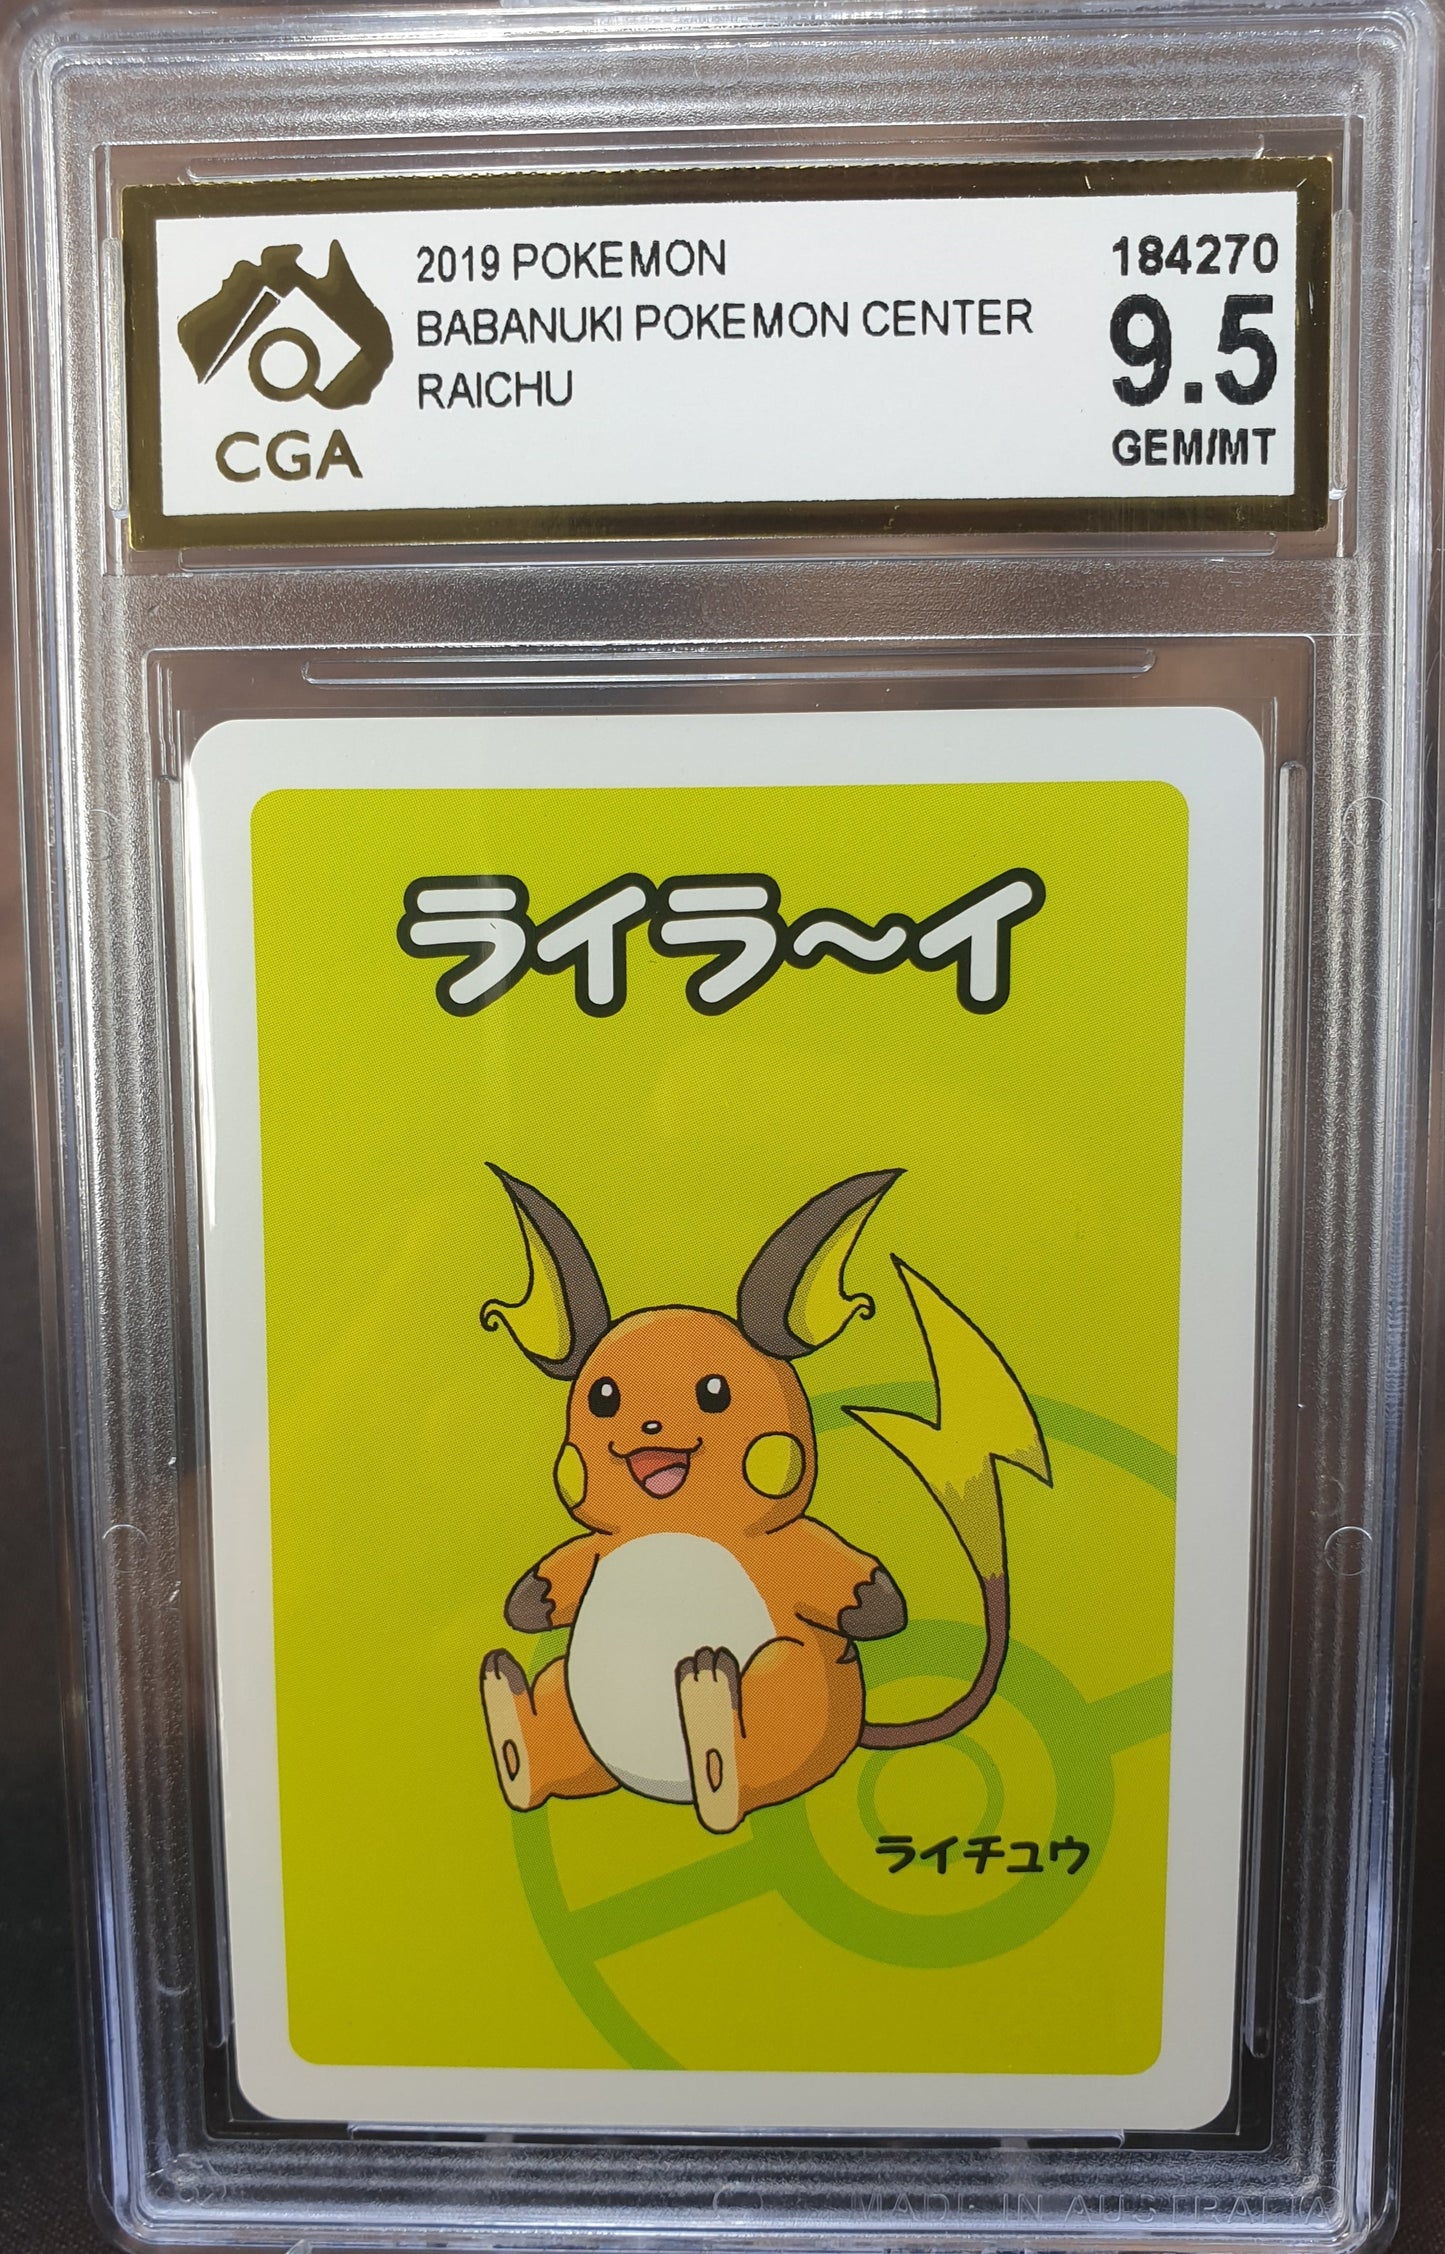 2019 POKEMON
BABANUKI POKEMON CENTER
RAICHU
CGA
184270
9.5
GEM/MT
ライラ〜イ
ライチュウ
MADE IN AUSTRALIA